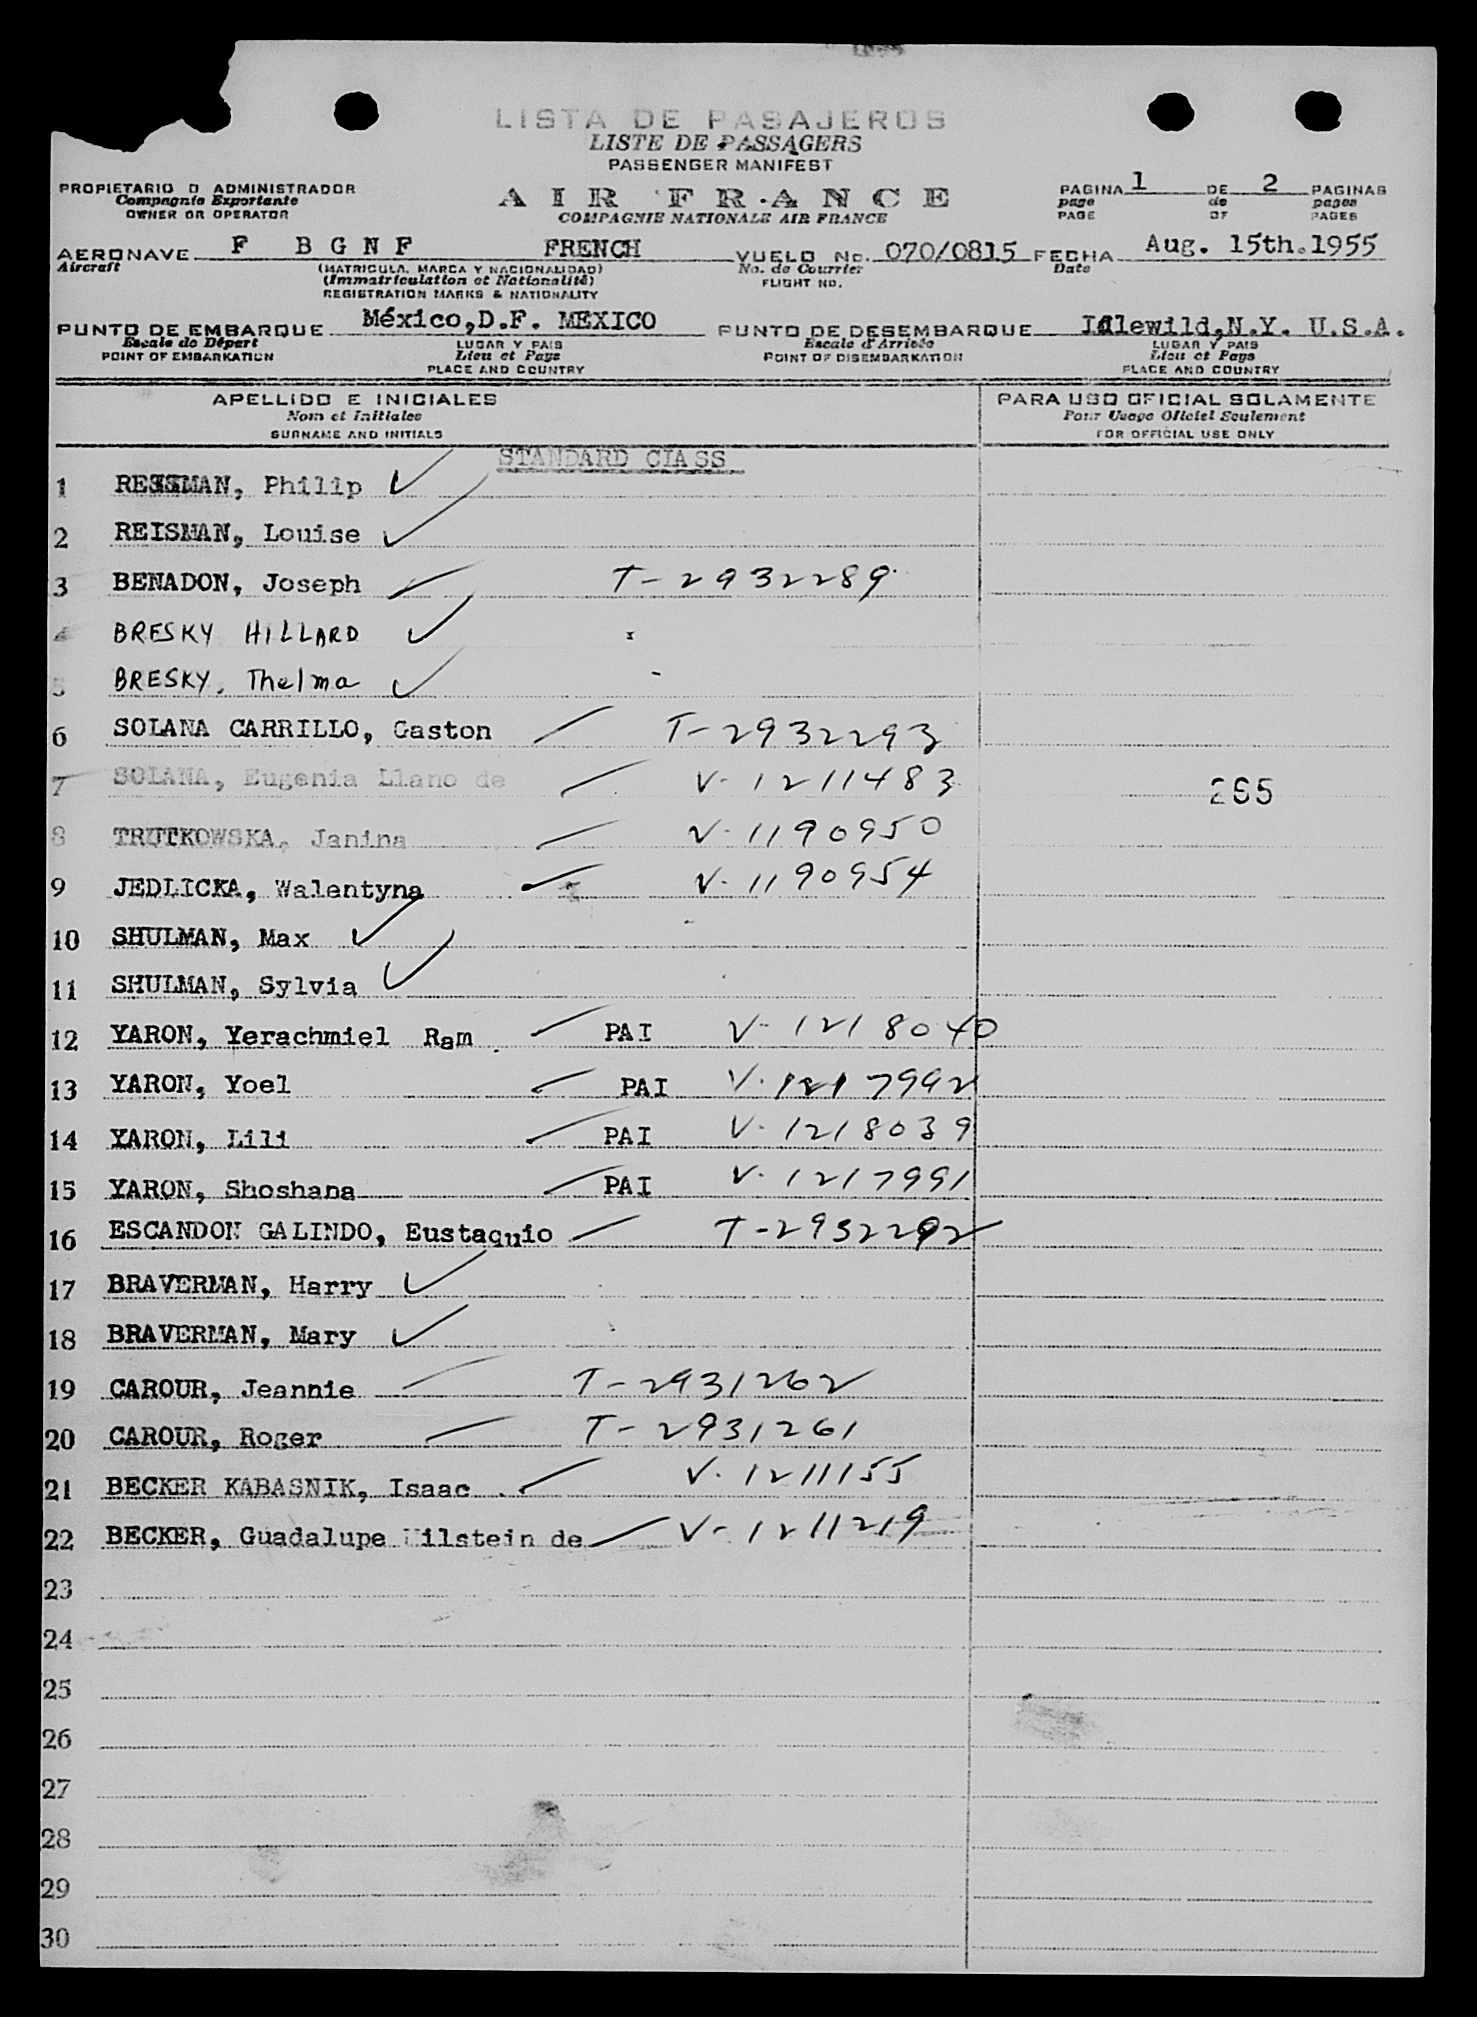 LISTA DE PASAJEROS
LISTE DE PASSAGERS
PASSENGER MANIFEST
PROPIETARIO O ADMINISTRADOR
Compagnie Exportante
OWNER OR OPERATOR
AIR FRANCE
COMPAGNIE NATIONALE AIR FRANCE
PAGINA 1 DE 2 PAGINAS
page de pages
PAGE OF PAGES
AERONAVE F BGNF FRENCH VUELO No. 070/0815 FECHA Aug. 15th.1955
Aircraft (MATRICULA, MARCA Y NACIONALIDAD) No. de Courrier Date
(Immatriculation et Nationalité) FLIGHT NO.
REGISTRATION MARKS & NATIONALITY
PUNTO DE EMBARQUE México,D.F. MEXICO PUNTO DE DESEMBARQUE Idlewild,N.Y. U.S.A.
Escale de Départ LUGAR Y PAIS Escale d'Arrivée LUGAR Y PAIS
POINT OF EMBARKATION Lieu et Pays POINT OF DISEMBARKATION Lieu et Pays
PLACE AND COUNTRY PLACE AND COUNTRY
APELLIDO E INICIALES PARA USO OFICIAL SOLAMENTE
Nom et Initiales Pour Usage Officiel Seulement
SURNAME AND INITIALS FOR OFFICIAL USE ONLY
STANDARD CLASS
1 REISMAN, Philip
2 REISMAN, Louise
3 BENADON, Joseph T-2932289
4 BRESKY HILLARD
5 BRESKY, Thelma
6 SOLANA CARRILLO, Gaston T-2932293
7 SOLANA, Eugenia Llano de V-1211483 265
8 TRUTKOWSKA, Janina V-1190950
9 JEDLICKA, Walentyna V-1190954
10 SHULMAN, Max
11 SHULMAN, Sylvia
12 YARON, Yerachmiel Ram PAI V-1218040
13 YARON, Yoel PAI V-1217992
14 YARON, Lili PAI V-1218039
15 YARON, Shoshana PAI V-1217991
16 ESCANDON GALINDO, Eustaquio T-2932292
17 BRAVERMAN, Harry
18 BRAVERMAN, Mary
19 CAROUR, Jeannie T-2931262
20 CAROUR, Roger T-2931261
21 BECKER KABASNIK, Isaac V-1211155
22 BECKER, Guadalupe Milstein de V-1211219
23
24
25
26
27
28
29
30